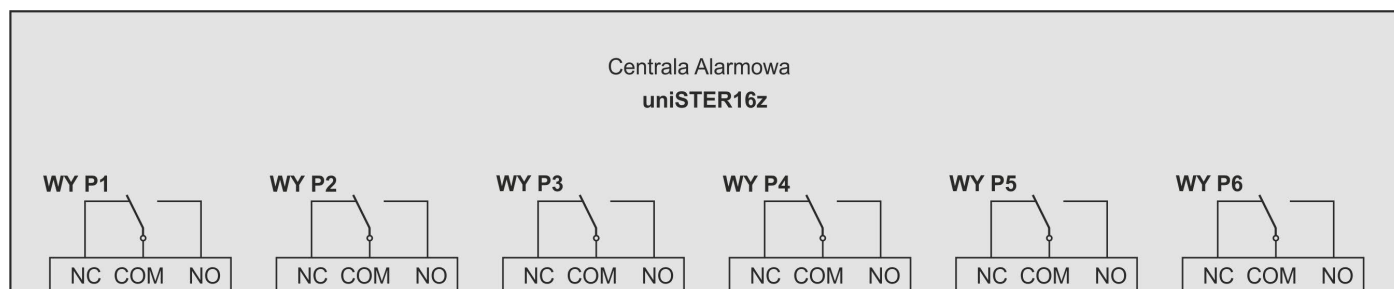 Centrala Alarmowa
uniSTER16z
WY P1 WY P2 WY P3 WY P4 WY P5 WY P6
NC COM NO NC COM NO NC COM NO NC COM NO NC COM NO NC COM NO